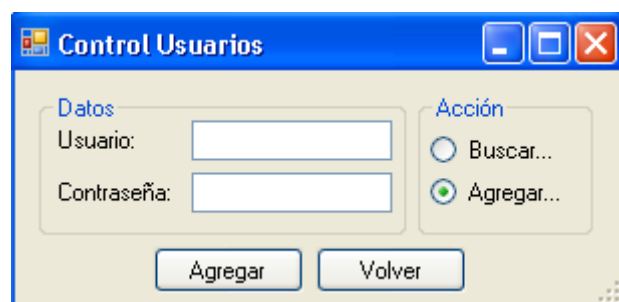 Control Usuarios
Datos
Usuario:
Contraseña:
Acción
Buscar...
Agregar...
Agregar
Volver